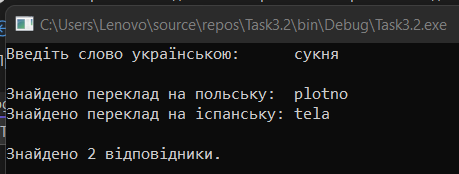 C:\Users\Lenovo\source\repos\Task3.2\bin\Debug\Task3.2.exe
Введіть слово українською: сукня
Знайдено переклад на польську: plotno
Знайдено переклад на іспанську: tela
Знайдено 2 відповідники.